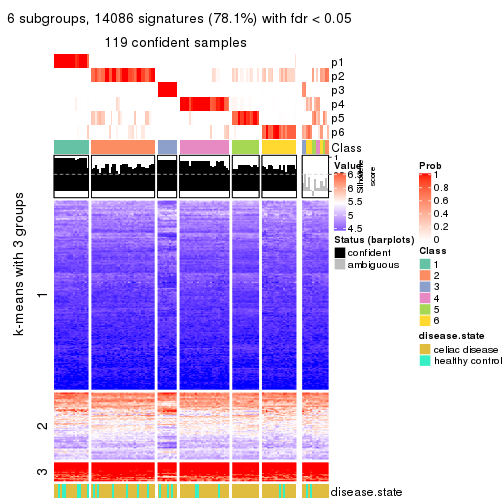 6 subgroups, 14086 signatures (78.1%) with fdr < 0.05
119 confident samples
p1
p2
p3
p4
p5
p6
Class
1
Value
6.5
6
5.5
5
4.5
score
Status (barplots)
confident
ambiguous
Prob
1
0.8
0.6
0.4
0.2
0
Class
1
2
3
4
5
6
disease.state
celiac disease
healthy control
k-means with 3 groups
1
2
3
disease.state